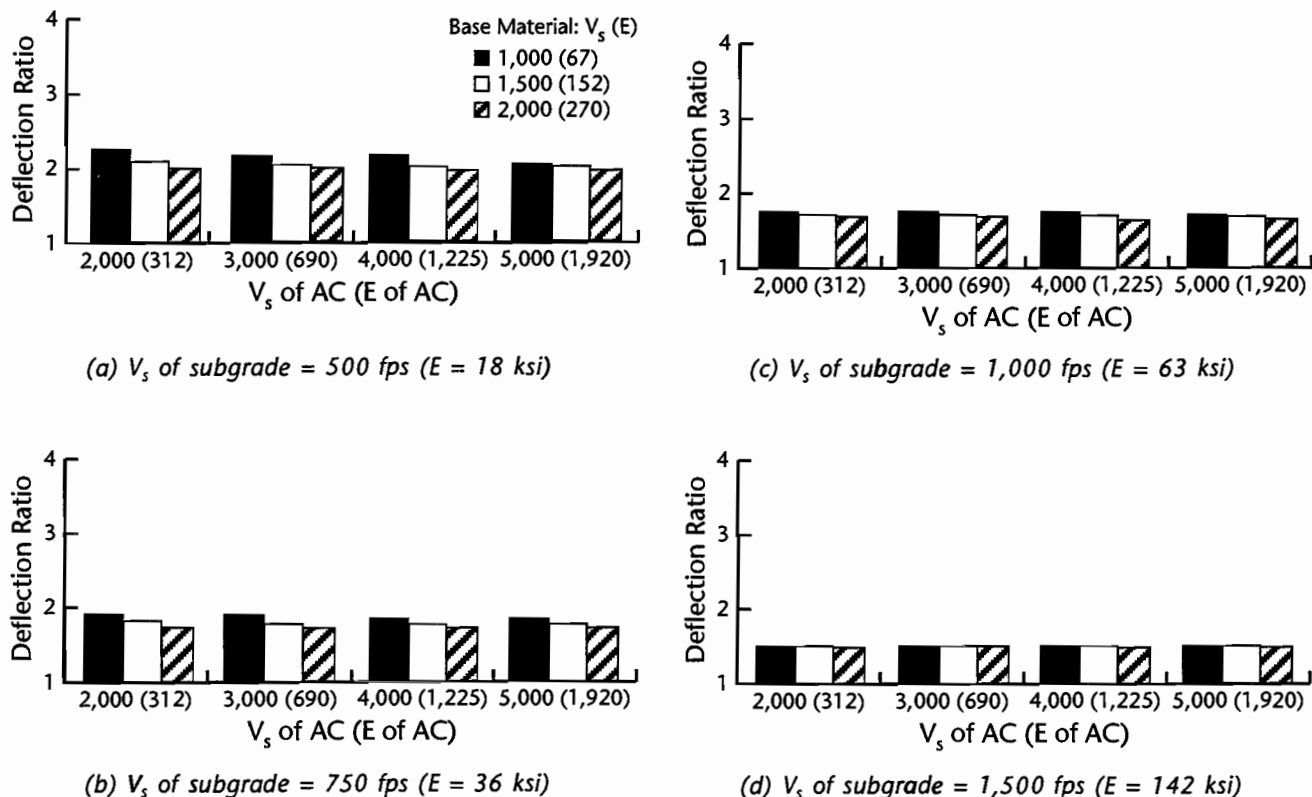 4
3
2
1
Deflection Ratio
Base Material: Vs (E)
1,000 (67)
1,500 (152)
2,000 (270)
2,000 (312) 3,000 (690) 4,000 (1,225) 5,000 (1,920)
Vs of AC (E of AC)
(a) Vs of subgrade = 500 fps (E = 18 ksi)
4
3
2
1
Deflection Ratio
2,000 (312) 3,000 (690) 4,000 (1,225) 5,000 (1,920)
Vs of AC (E of AC)
(b) Vs of subgrade = 750 fps (E = 36 ksi)
4
3
2
1
Deflection Ratio
2,000 (312) 3,000 (690) 4,000 (1,225) 5,000 (1,920)
Vs of AC (E of AC)
(c) Vs of subgrade = 1,000 fps (E = 63 ksi)
4
3
2
1
Deflection Ratio
2,000 (312) 3,000 (690) 4,000 (1,225) 5,000 (1,920)
Vs of AC (E of AC)
(d) Vs of subgrade = 1,500 fps (E = 142 ksi)